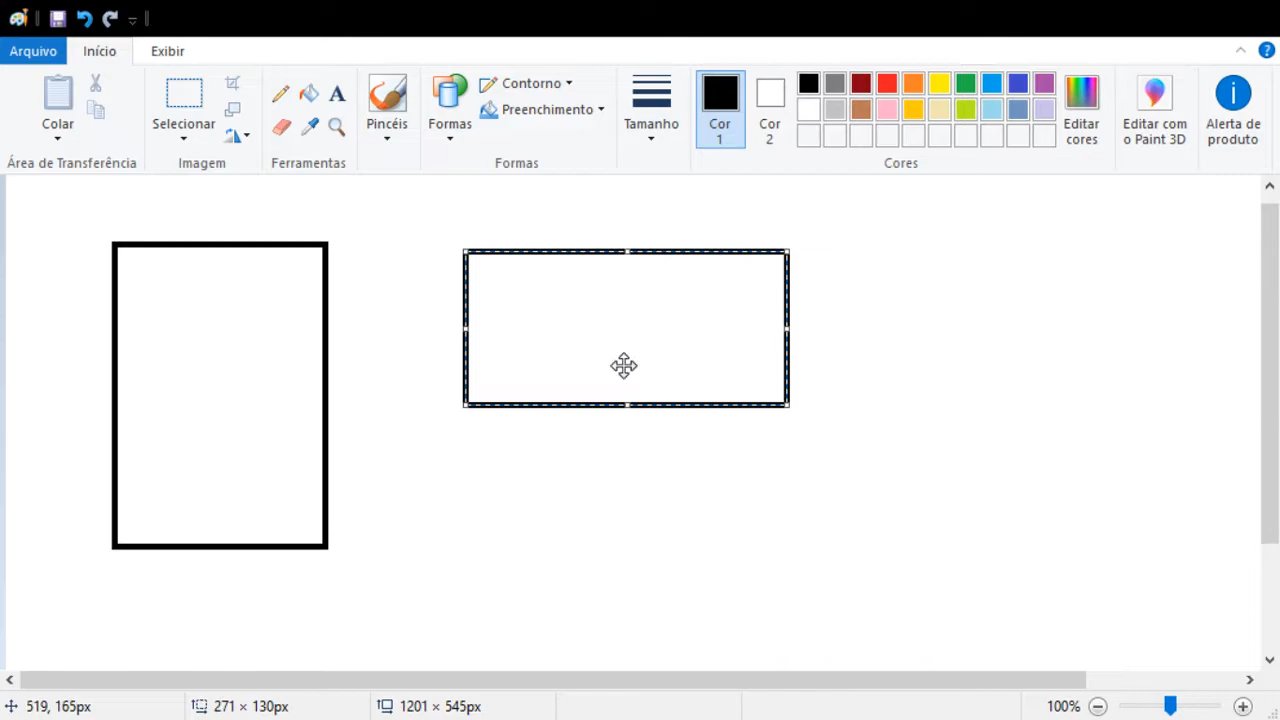 Arquivo Início Exibir
Colar
Selecionar
Pincéis
Formas
Contorno
Preenchimento
Tamanho
Cor
1
Cor
2
Editar
cores
Editar com
o Paint 3D
Alerta de
produto
Área de Transferência
Imagem
Ferramentas
Formas
Cores
519, 165px
271 × 130px
1201 × 545px
100%